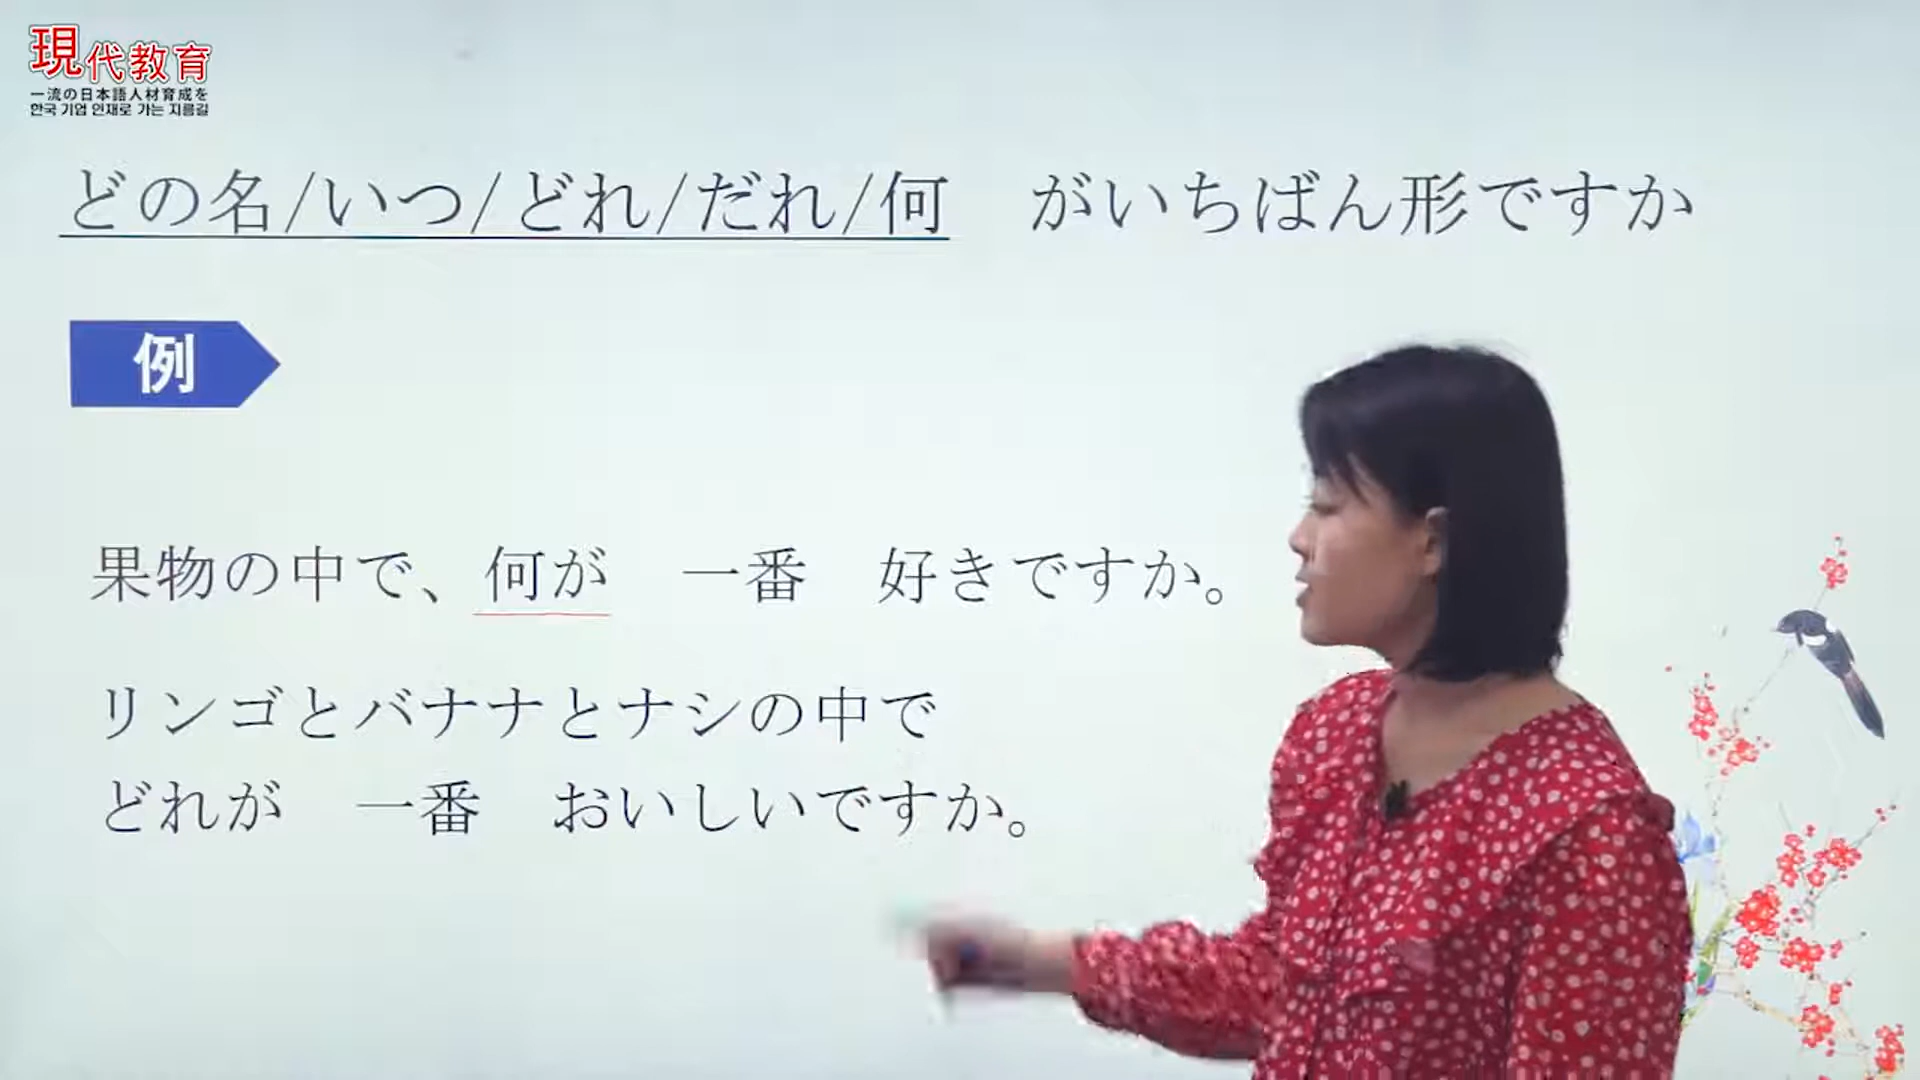 現代教育
一流の日本語人材育成を
한국 기업 인재로 가는 지름길
どの名/いつ/どれ/だれ/何 がいちばん形ですか
例
果物の中で、何が 一番 好きですか。
リンゴとバナナとナシの中で
どれが 一番 おいしいですか。